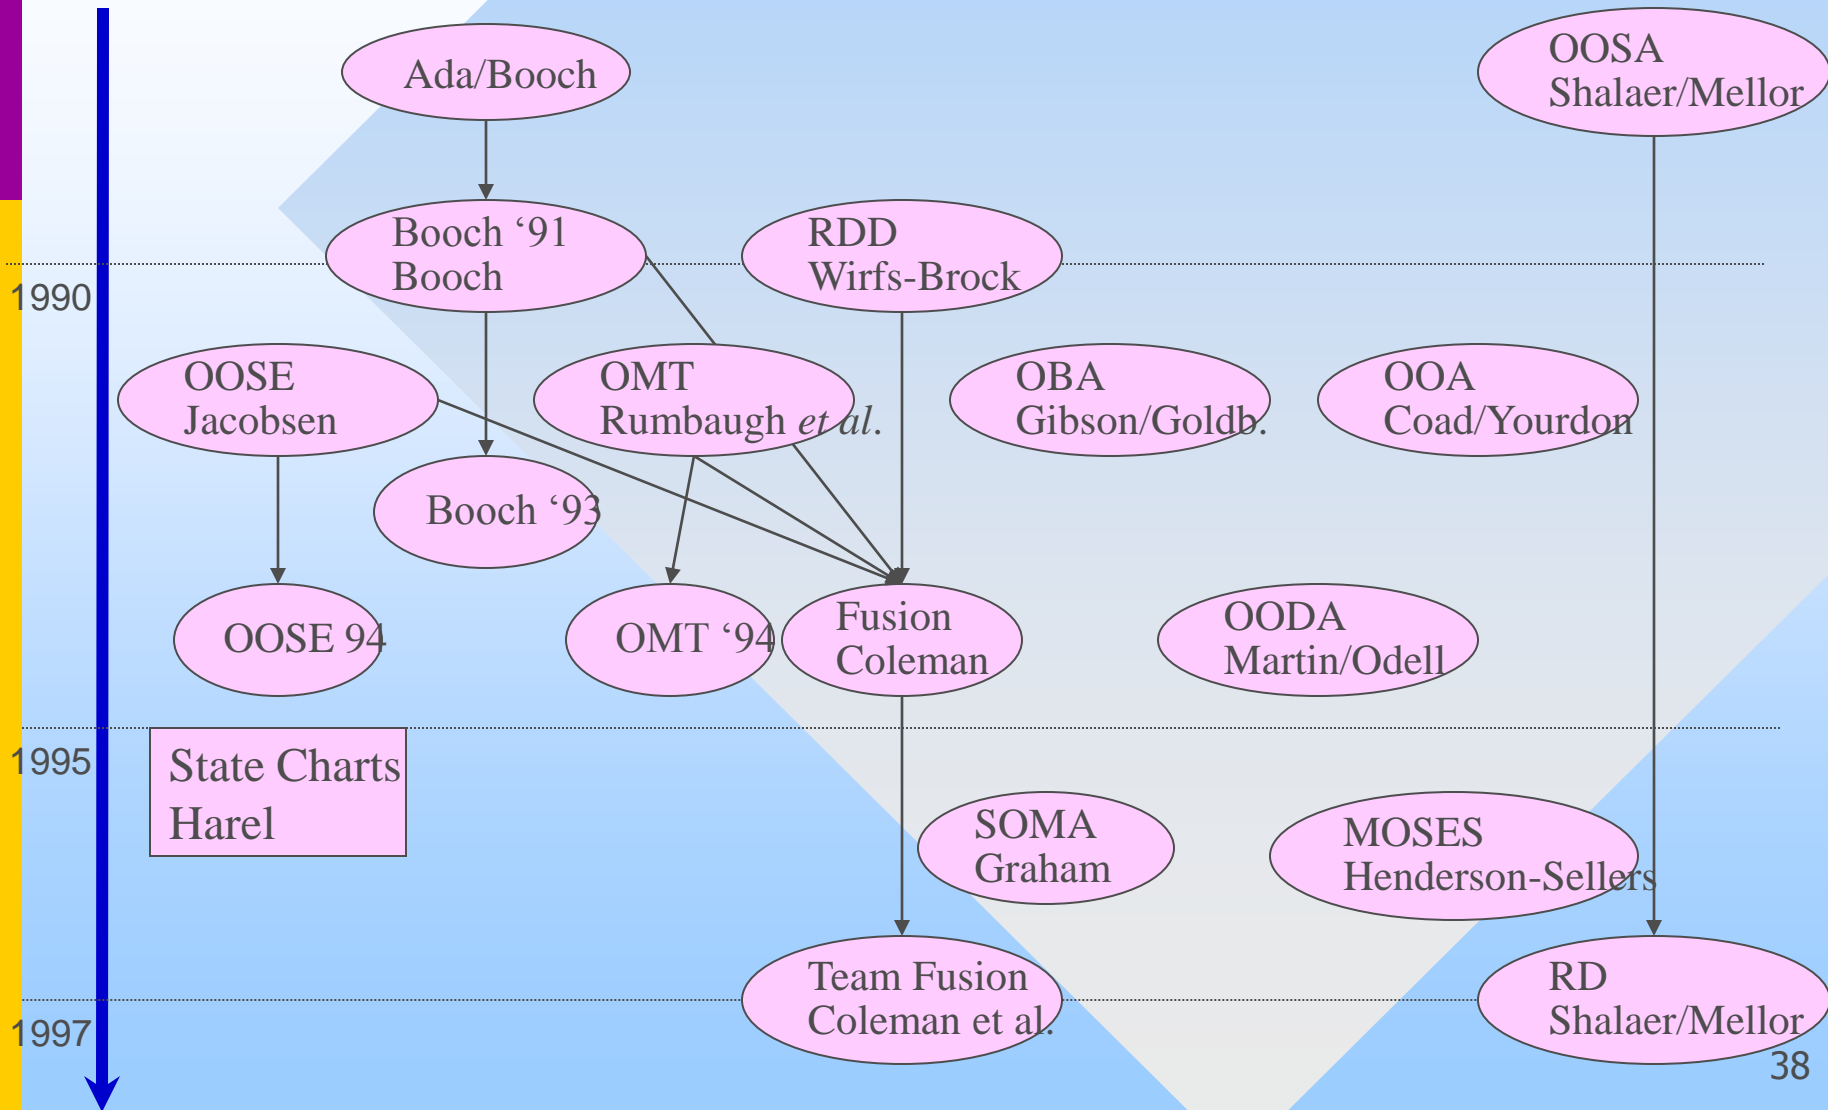 Ada/Booch
OOSA
Shalaer/Mellor
Booch ‘91
Booch
RDD
Wirfs-Brock
1990
OOSE
Jacobsen
OMT
Rumbaugh et al.
OBA
Gibson/Goldb.
OOA
Coad/Yourdon
Booch ‘93
OOSE 94
OMT ‘94
Fusion
Coleman
OODA
Martin/Odell
1995
State Charts
Harel
SOMA
Graham
MOSES
Henderson-Sellers
Team Fusion
Coleman et al.
RD
Shalaer/Mellor
1997
38